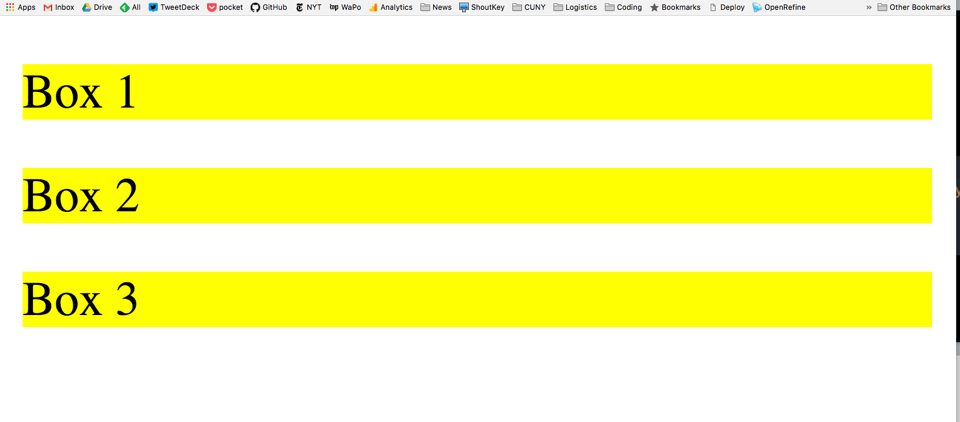 Apps Inbox Drive All TweetDeck pocket GitHub NYT wp WaPo Analytics News ShoutKey CUNY Logistics Coding Bookmarks Deploy OpenRefine » Other Bookmarks
Box 1
Box 2
Box 3